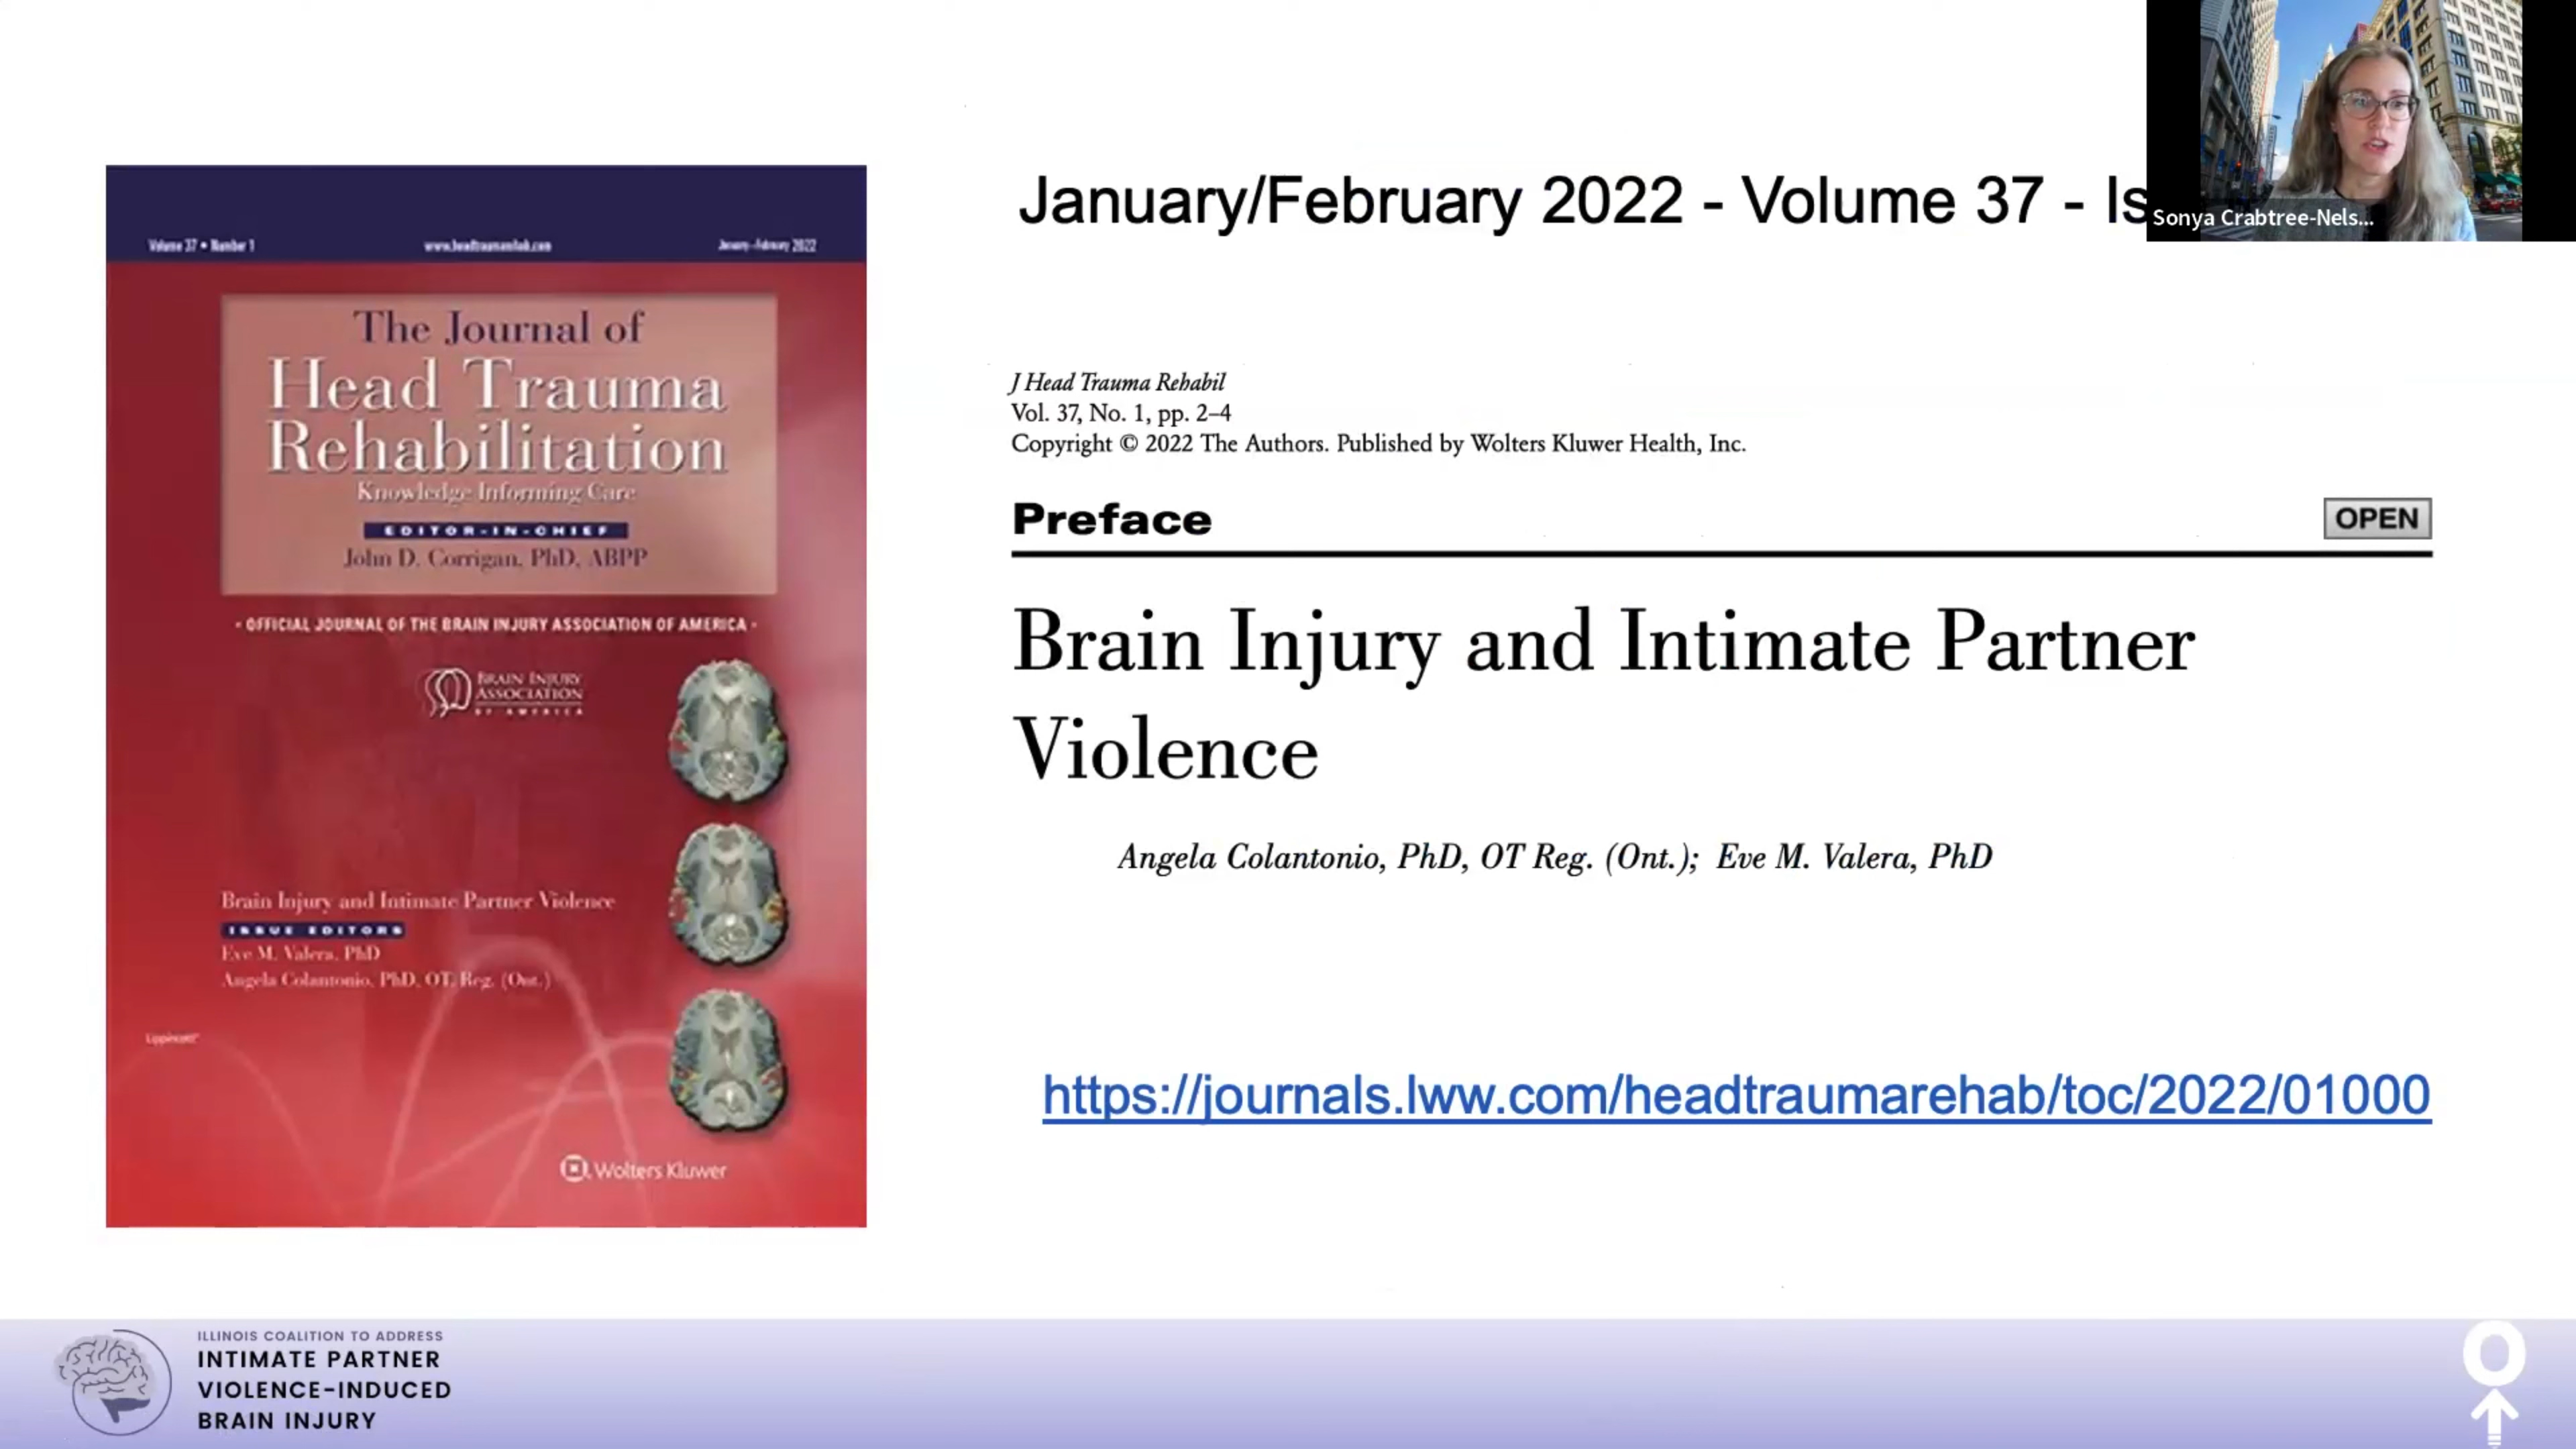 January/February 2022 - Volume 37 - Is
Sonya Crabtree-Nels...
Volume 37 • Number 1
www.headtraumarehab.com
January–February 2022
The Journal of
Head Trauma
Rehabilitation
Knowledge Informing Care
EDITOR-IN-CHIEF
John D. Corrigan, PhD, ABPP
• OFFICIAL JOURNAL OF THE BRAIN INJURY ASSOCIATION OF AMERICA •
BRAIN INJURY
ASSOCIATION
OF AMERICA
Brain Injury and Intimate Partner Violence
ISSUE EDITORS
Eve M. Valera, PhD
Angela Colantonio, PhD, OT Reg. (Ont.)
Lippincott
Wolters Kluwer
J Head Trauma Rehabil
Vol. 37, No. 1, pp. 2–4
Copyright © 2022 The Authors. Published by Wolters Kluwer Health, Inc.
Preface
OPEN
Brain Injury and Intimate Partner
Violence
Angela Colantonio, PhD, OT Reg. (Ont.); Eve M. Valera, PhD
https://journals.lww.com/headtraumarehab/toc/2022/01000
ILLINOIS COALITION TO ADDRESS
INTIMATE PARTNER
VIOLENCE-INDUCED
BRAIN INJURY